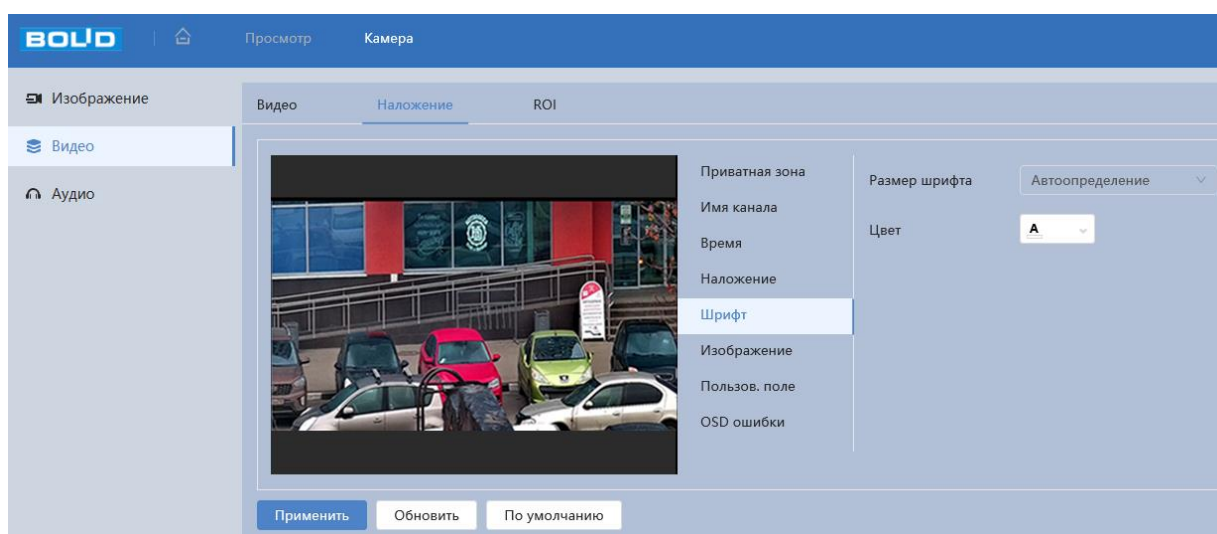 BOLID
Просмотр
Камера
Изображение
Видео
Аудио
Видео
Наложение
ROI
Приватная зона
Имя канала
Время
Наложение
Шрифт
Изображение
Пользов. поле
OSD ошибки
Размер шрифта
Автоопределение
Цвет
A
Применить
Обновить
По умолчанию